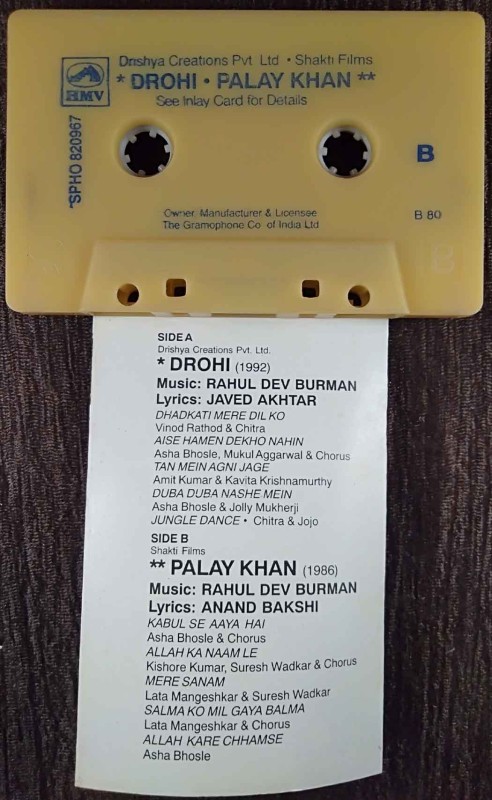 Drishya Creations Pvt. Ltd • Shakti Films
* DROHI • PALAY KHAN **
See Inlay Card for Details
HMV
*SPHO 820967
B
Owner Manufacturer & Licensee
The Gramophone Co of India Ltd
B 80
B
SIDE A
Drishya Creations Pvt. Ltd.
* DROHI (1992)
Music: RAHUL DEV BURMAN
Lyrics: JAVED AKHTAR
DHADKATI MERE DIL KO
Vinod Rathod & Chitra
AISE HAMEN DEKHO NAHIN
Asha Bhosle, Mukul Aggarwal & Chorus
TAN MEIN AGNI JAGE
Amit Kumar & Kavita Krishnamurthy
DUBA DUBA NASHE MEIN
Asha Bhosle & Jolly Mukherji
JUNGLE DANCE • Chitra & Jojo
SIDE B
Shakti Films
** PALAY KHAN (1986)
Music: RAHUL DEV BURMAN
Lyrics: ANAND BAKSHI
KABUL SE AAYA HAI
Asha Bhosle & Chorus
ALLAH KA NAAM LE
Kishore Kumar, Suresh Wadkar & Chorus
MERE SANAM
Lata Mangeshkar & Suresh Wadkar
SALMA KO MIL GAYA BALMA
Lata Mangeshkar & Chorus
ALLAH KARE CHHAMSE
Asha Bhosle